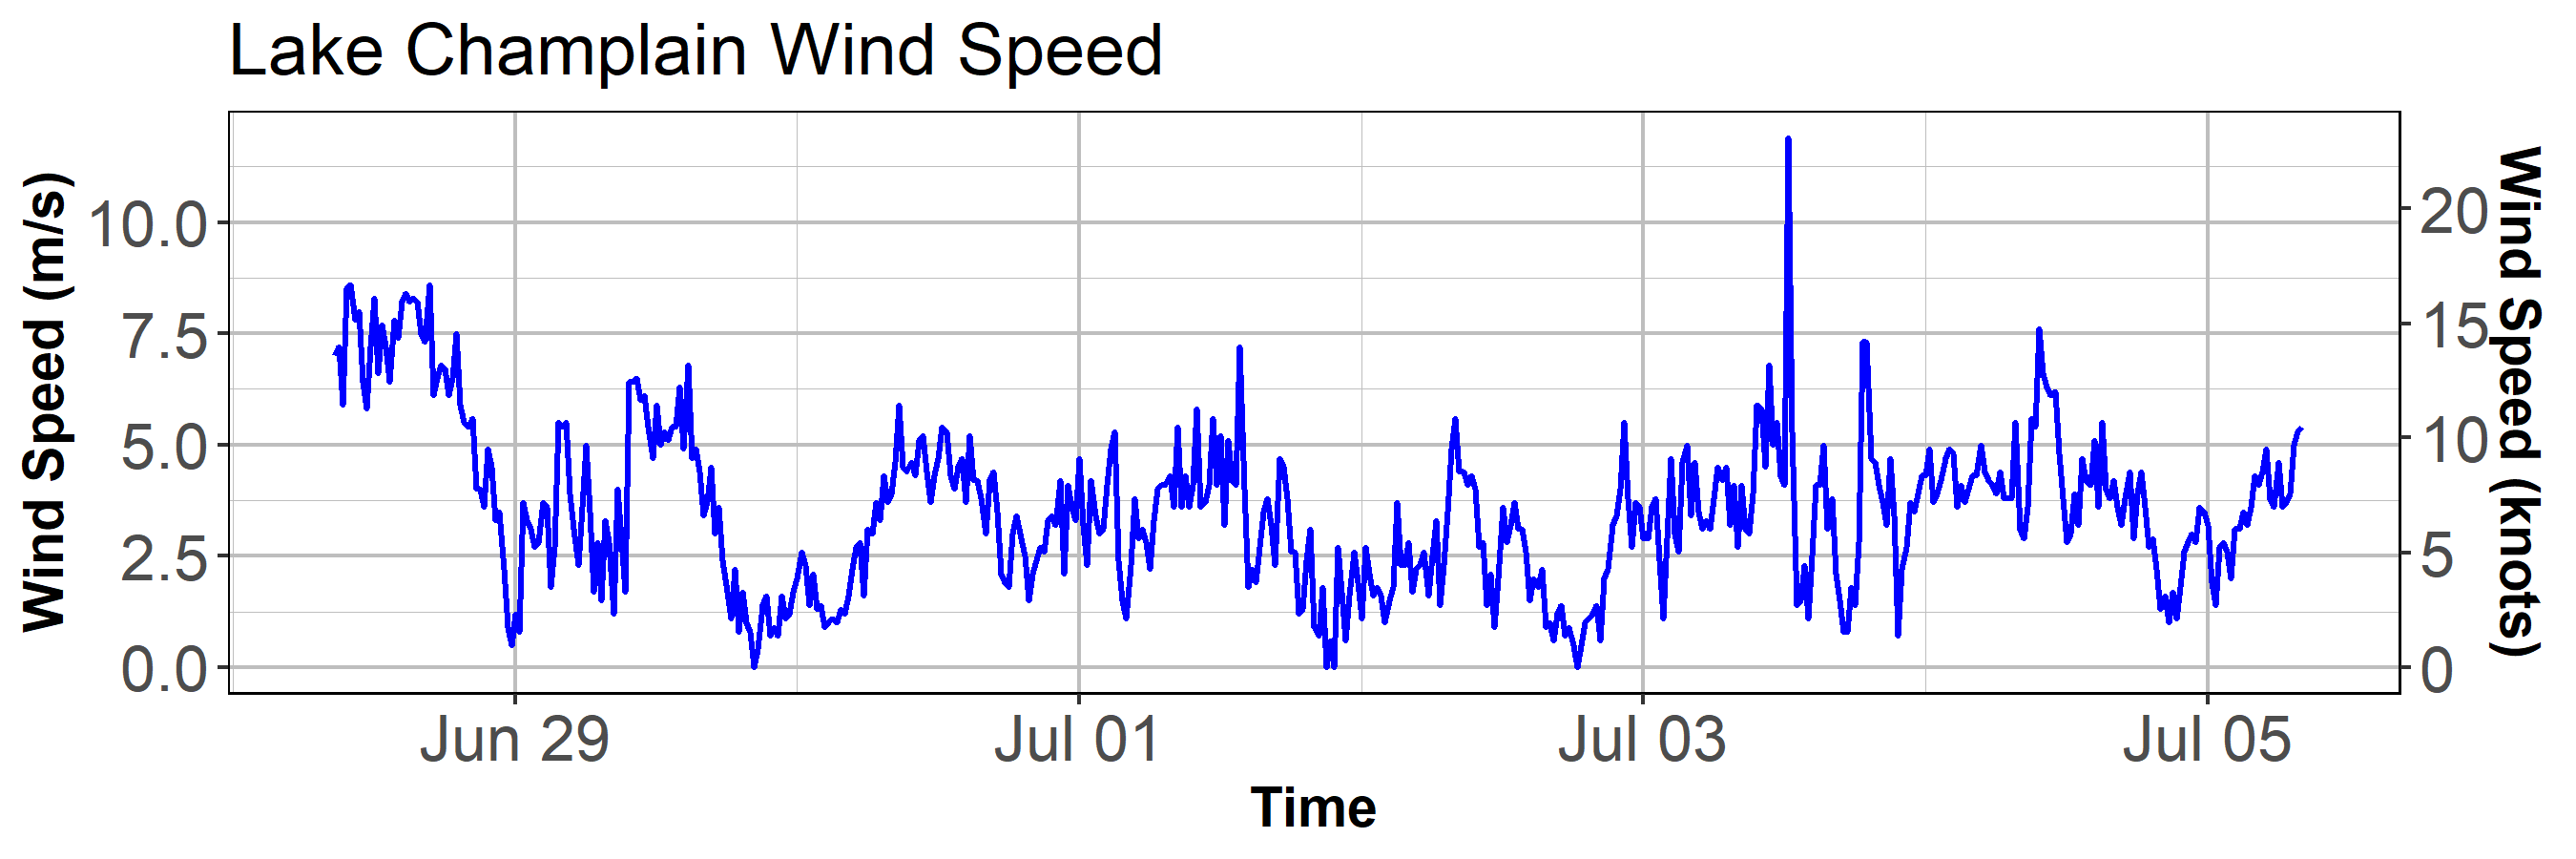 Lake Champlain Wind Speed
Wind Speed (m/s)
10.0
7.5
5.0
2.5
0.0
20
15
10
5
0
Wind Speed (knots)
Jun 29 Jul 01 Jul 03 Jul 05
Time